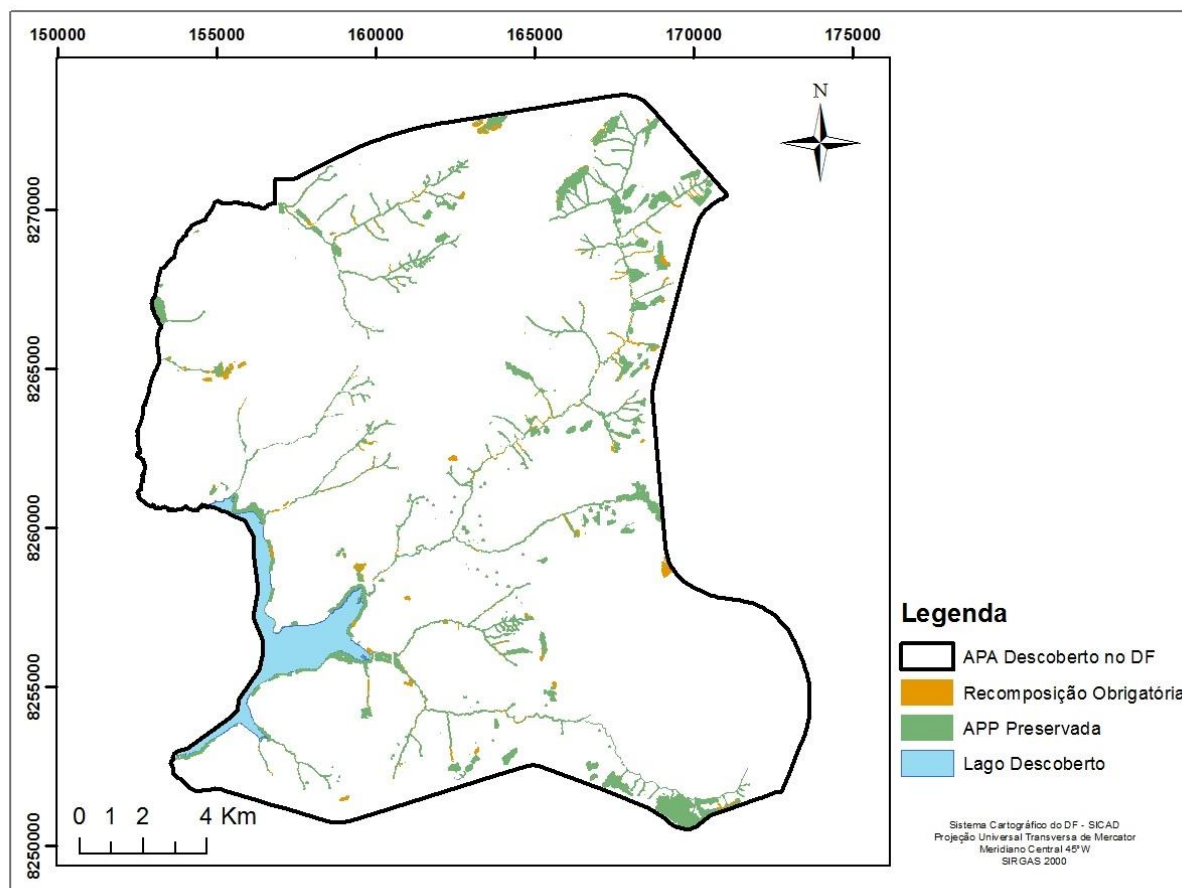 150000 155000 160000 165000 170000 175000
N
8270000
8265000
8260000
8255000
8250000
0 1 2 4 Km
Legenda
APA Descoberto no DF
Recomposição Obrigatória
APP Preservada
Lago Descoberto
Sistema Cartográfico do DF - SICAD
Projeção Universal Transversa de Mercator
Meridiano Central 45°W
SIRGAS 2000